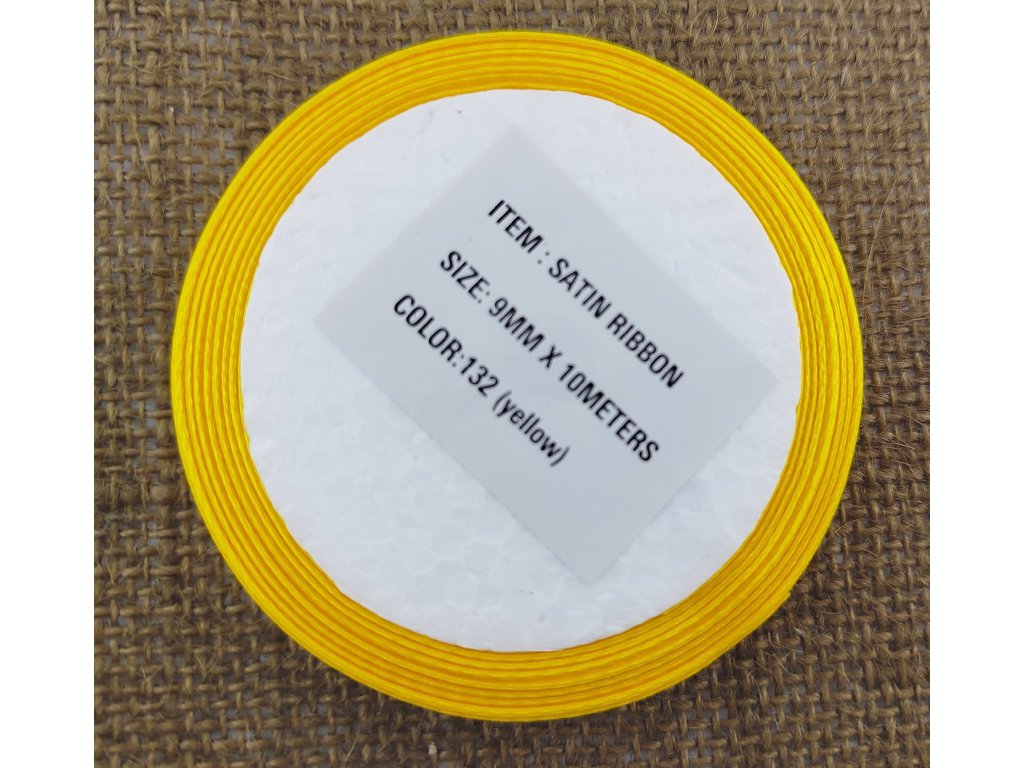 ITEM : SATIN RIBBON
SIZE: 9MM X 10METERS
COLOR:132 (yellow)